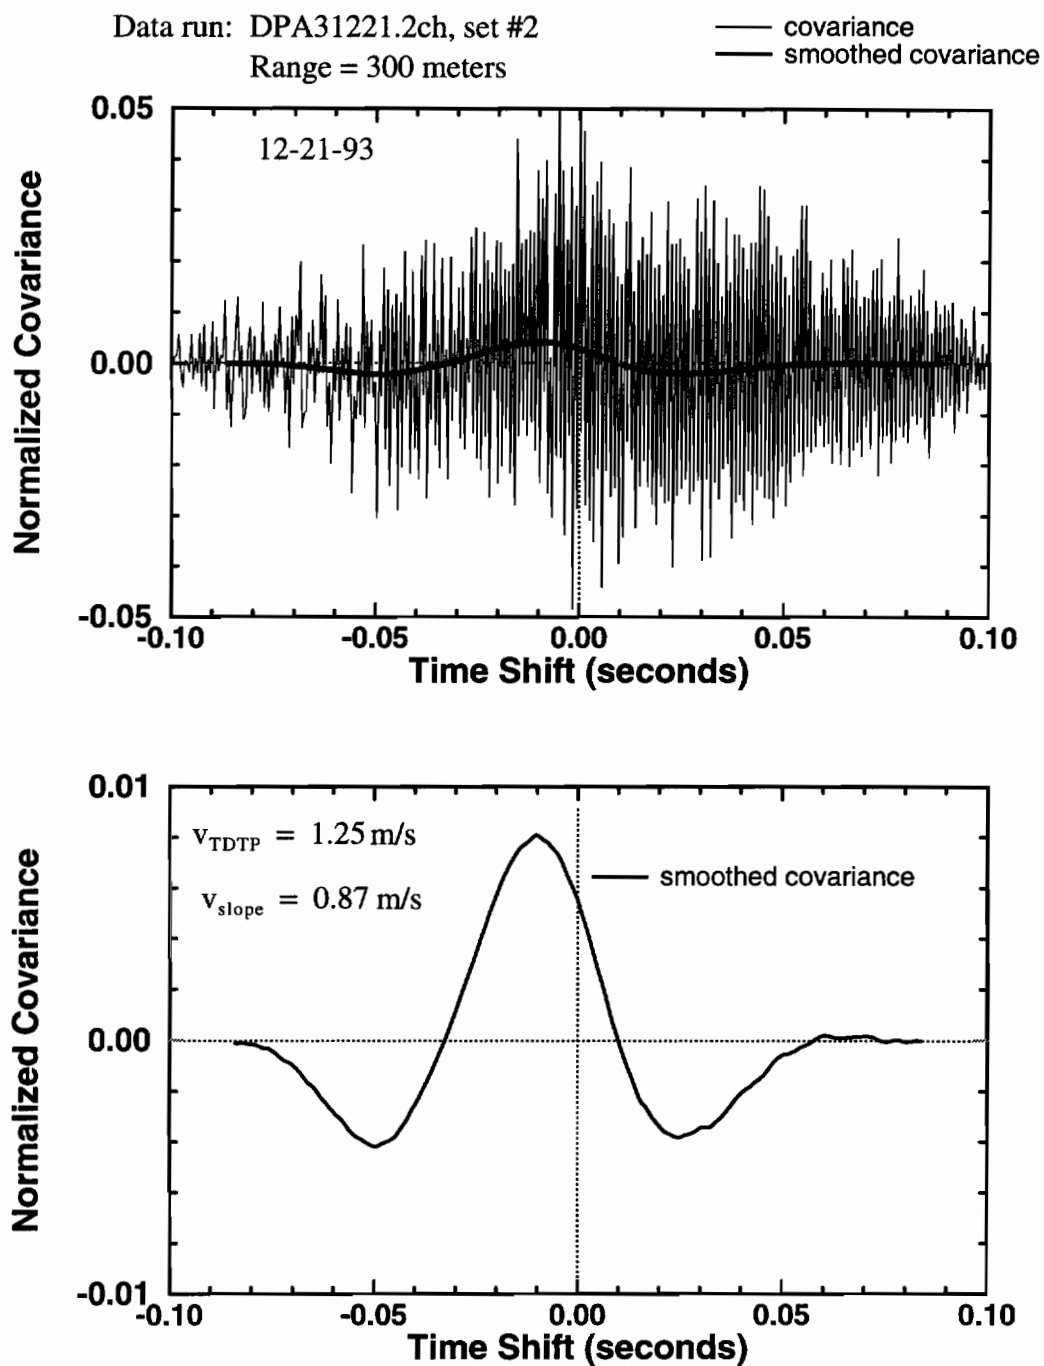 Data run: DPA31221.2ch, set #2
Range = 300 meters
covariance
smoothed covariance
12-21-93
Normalized Covariance
0.05
0.00
-0.05
-0.10 -0.05 0.00 0.05 0.10
Time Shift (seconds)
v_TDTP = 1.25 m/s
v_slope = 0.87 m/s
smoothed covariance
Normalized Covariance
0.01
0.00
-0.01
-0.10 -0.05 0.00 0.05 0.10
Time Shift (seconds)